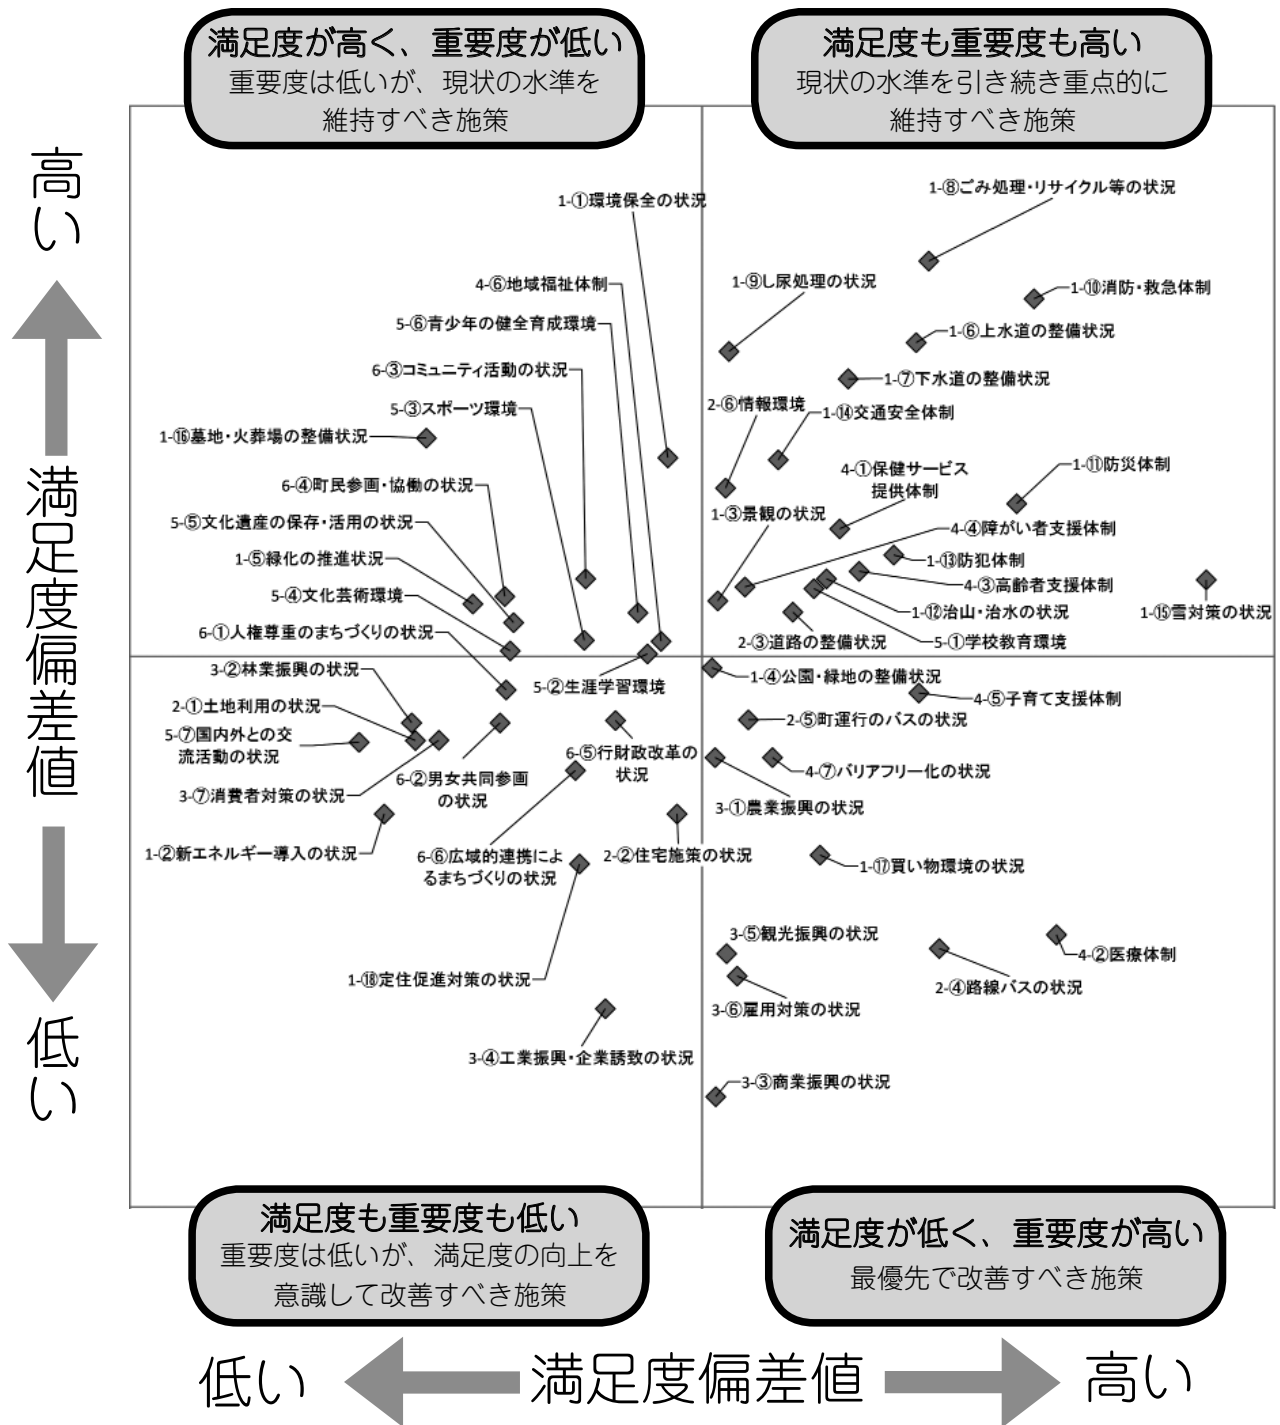 満足度が高く、重要度が低い
重要度は低いが、現状の水準を
維持すべき施策
満足度も重要度も高い
現状の水準を引き続き重点的に
維持すべき施策
高い
満足度偏差値
低い
1-①環境保全の状況
4-⑥地域福祉体制
5-⑥青少年の健全育成環境
6-③コミュニティ活動の状況
5-③スポーツ環境
1-⑯墓地・火葬場の整備状況
6-④町民参画・協働の状況
5-⑤文化遺産の保存・活用の状況
1-⑤緑化の推進状況
5-④文化芸術環境
6-①人権尊重のまちづくりの状況
1-⑧ごみ処理・リサイクル等の状況
1-⑨し尿処理の状況
1-⑩消防・救急体制
1-⑥上水道の整備状況
1-⑦下水道の整備状況
2-⑥情報環境
1-⑭交通安全体制
4-①保健サービス
提供体制
1-⑪防災体制
1-③景観の状況
4-④障がい者支援体制
1-⑬防犯体制
4-③高齢者支援体制
1-⑫治山・治水の状況
1-⑮雪対策の状況
2-③道路の整備状況
5-①学校教育環境
3-②林業振興の状況
2-①土地利用の状況
5-⑦国内外との交
流活動の状況
3-⑦消費者対策の状況
1-②新エネルギー導入の状況
5-②生涯学習環境
6-⑤行財政改革の
状況
6-②男女共同参画
の状況
6-⑥広域的連携によ
るまちづくりの状況
2-②住宅施策の状況
1-⑱定住促進対策の状況
3-④工業振興・企業誘致の状況
1-④公園・緑地の整備状況
4-⑤子育て支援体制
2-⑤町運行のバスの状況
4-⑦バリアフリー化の状況
3-①農業振興の状況
1-⑰買い物環境の状況
3-⑤観光振興の状況
4-②医療体制
2-④路線バスの状況
3-⑥雇用対策の状況
3-③商業振興の状況
満足度も重要度も低い
重要度は低いが、満足度の向上を
意識して改善すべき施策
満足度が低く、重要度が高い
最優先で改善すべき施策
低い
満足度偏差値
高い